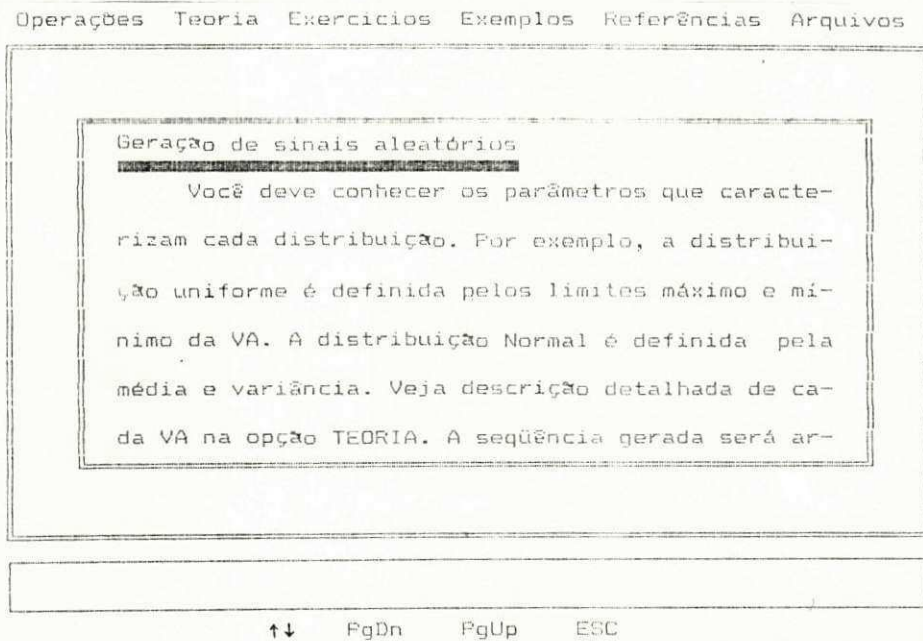 Operações Teoria Exercicios Exemplos Referências Arquivos
Geração de sinais aleatórios
Você deve conhecer os parâmetros que caracte-
rizam cada distribuição. Por exemplo, a distribui-
ção uniforme é definida pelos limites máximo e mí-
nimo da VA. A distribuição Normal é definida pela
média e variância. Veja descrição detalhada de ca-
da VA na opção TEORIA. A seqüência gerada será ar-
↑↓ PgDn PgUp ESC